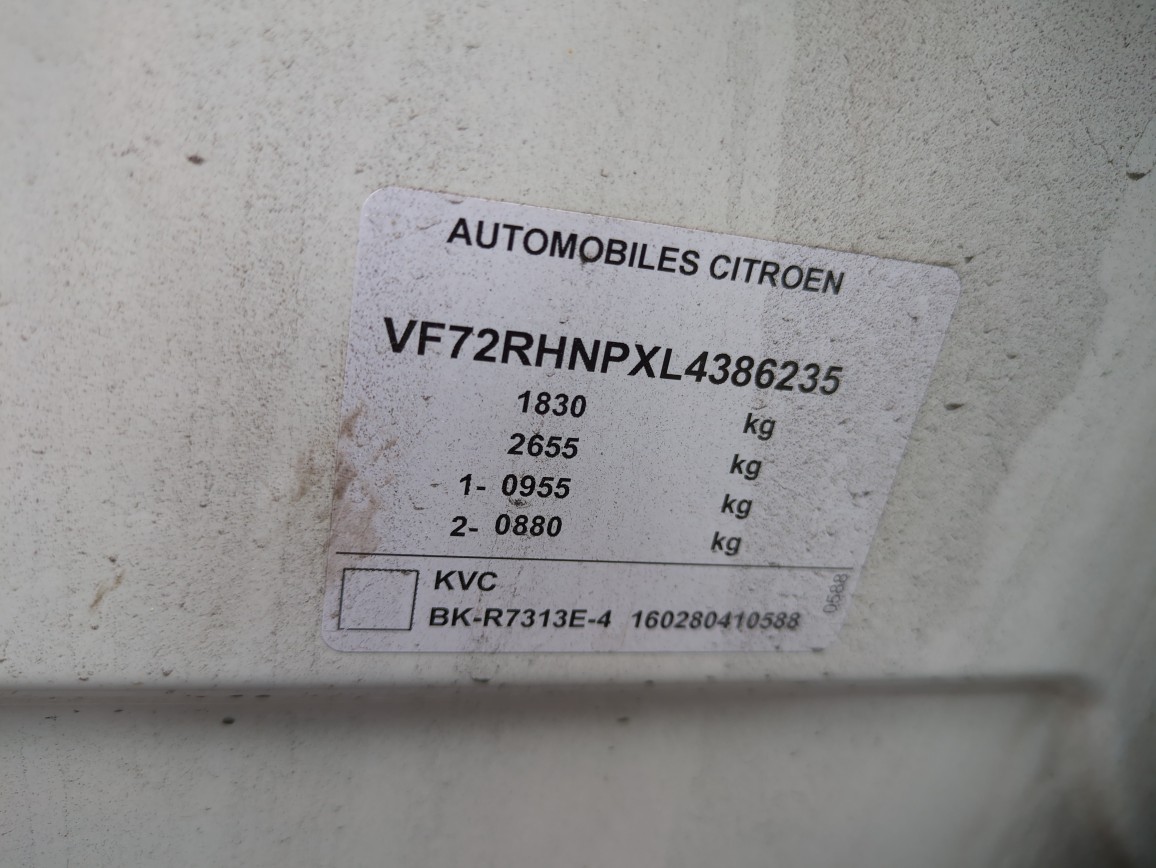 AUTOMOBILES CITROEN
VF72RHNPXL4386235
1830 kg
2655 kg
1- 0955 kg
2- 0880 kg
KVC
BK-R7313E-4 160280410588
0588